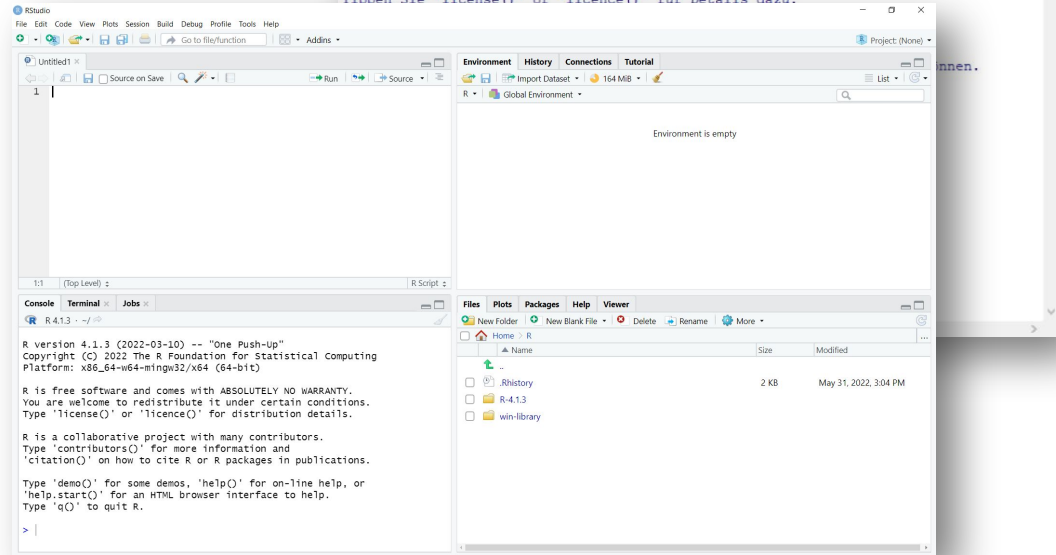 Tippen Sie 'license()' or 'licence()' für Details dazu.
RStudio
File Edit Code View Plots Session Build Debug Profile Tools Help
Go to file/function Addins Project: (None)
Untitled1
Source on Save Run Source
1
1:1 (Top Level) R Script
Environment History Connections Tutorial
Import Dataset 164 MiB List
R Global Environment
Environment is empty
önnen.
Console Terminal Jobs
R 4.1.3 · ~/
R version 4.1.3 (2022-03-10) -- "One Push-Up"
Copyright (C) 2022 The R Foundation for Statistical Computing
Platform: x86_64-w64-mingw32/x64 (64-bit)
R is free software and comes with ABSOLUTELY NO WARRANTY.
You are welcome to redistribute it under certain conditions.
Type 'license()' or 'licence()' for distribution details.
R is a collaborative project with many contributors.
Type 'contributors()' for more information and
'citation()' on how to cite R or R packages in publications.
Type 'demo()' for some demos, 'help()' for on-line help, or
'help.start()' for an HTML browser interface to help.
Type 'q()' to quit R.
>
Files Plots Packages Help Viewer
New Folder New Blank File Delete Rename More
Home > R
Name Size Modified
..
.Rhistory 2 KB May 31, 2022, 3:04 PM
R-4.1.3
win-library